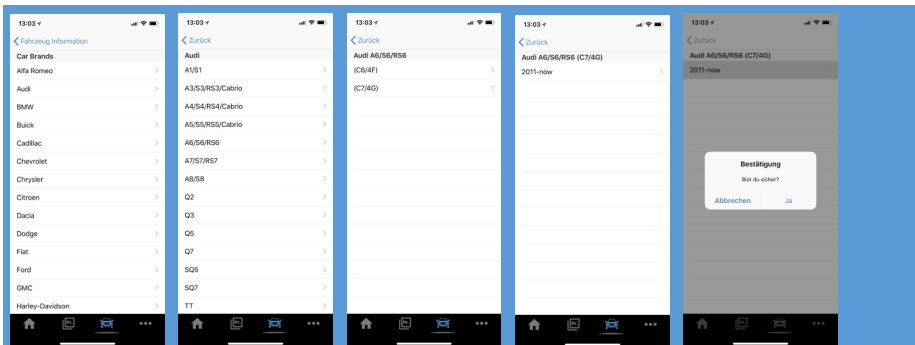 13:03
Fahrzeug Information
Car Brands
Alfa Romeo
Audi
BMW
Buick
Cadillac
Chevrolet
Chrysler
Citroen
Dacia
Dodge
Fiat
Ford
GMC
Harley-Davidson
13:03
Zurück
Audi
A1/S1
A3/S3/RS3/Cabrio
A4/S4/RS4/Cabrio
A5/S5/RS5/Cabrio
A6/S6/RS6
A7/S7/RS7
A8/S8
Q2
Q3
Q5
Q7
SQ5
SQ7
TT
13:03
Zurück
Audi A6/S6/RS6
(C6/4F)
(C7/4G)
13:03
Zurück
Audi A6/S6/RS6 (C7/4G)
2011-now
13:03
Zurück
Audi A6/S6/RS6 (C7/4G)
2011-now
Bestätigung
Bist du sicher?
Abbrechen Ja